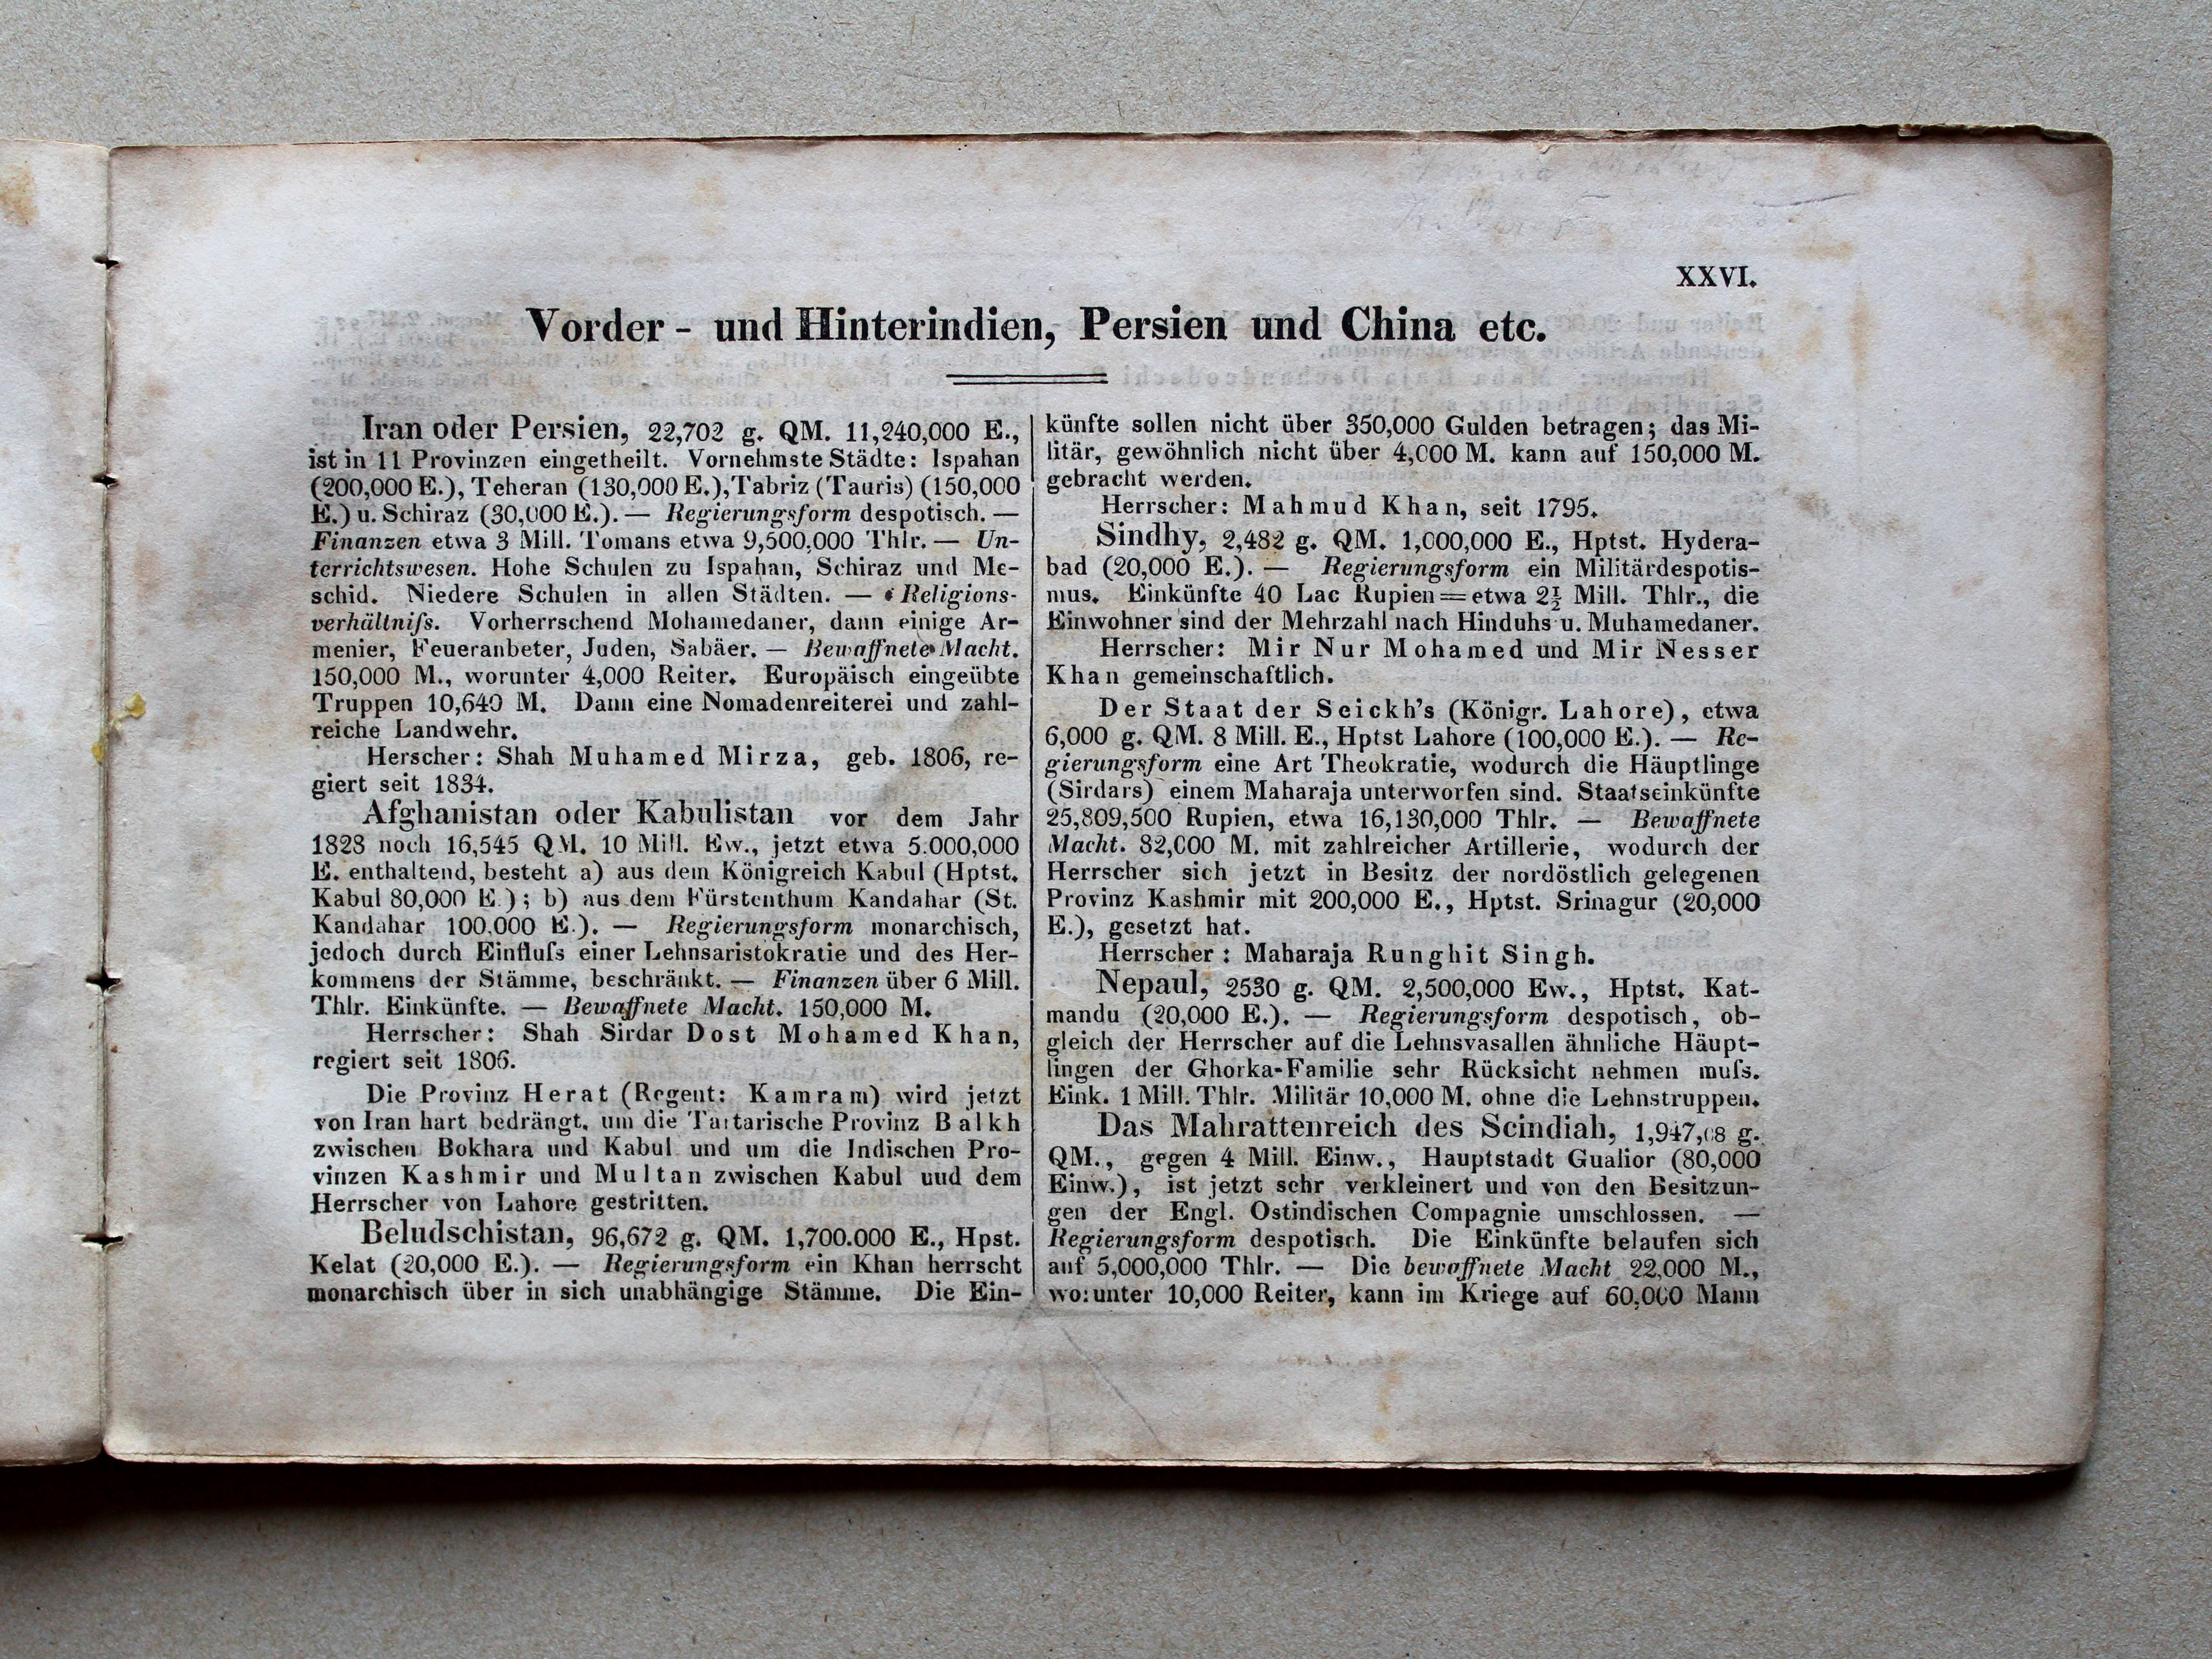 XXVI.
Vorder - und Hinterindien, Persien und China etc.
Iran oder Persien, 22,702 g. QM. 11,240,000 E.,
ist in 11 Provinzen eingetheilt. Vornehmste Städte: Ispahan
(200,000 E.), Teheran (130,000 E.), Tabriz (Tauris) (150,000
E.) u. Schiraz (30,000 E.). — Regierungsform despotisch. —
Finanzen etwa 3 Mill. Tomans etwa 9,500,000 Thlr. — Un-
terrichtswesen. Hohe Schulen zu Ispahan, Schiraz und Me-
schid. Niedere Schulen in allen Städten. — Religions-
verhältniſs. Vorherrschend Mohamedaner, dann einige Ar-
menier, Feueranbeter, Juden, Sabäer. — Bewaffnete Macht.
150,000 M., worunter 4,000 Reiter. Europäisch eingeübte
Truppen 10,640 M. Dann eine Nomadenreiterei und zahl-
reiche Landwehr.
Herscher: Shah Muhamed Mirza, geb. 1806, re-
giert seit 1834.
Afghanistan oder Kabulistan vor dem Jahr
1823 noch 16,545 QM. 10 Mill. Ew., jetzt etwa 5.000,000
E. enthaltend, besteht a) aus dem Königreich Kabul (Hptst.
Kabul 80,000 E.); b) aus dem Fürstenthum Kandahar (St.
Kandahar 100,000 E.). — Regierungsform monarchisch,
jedoch durch Einfluſs einer Lehnsaristokratie und des Her-
kommens der Stämme, beschränkt. — Finanzen über 6 Mill.
Thlr. Einkünfte. — Bewaffnete Macht. 150,000 M.
Herrscher: Shah Sirdar Dost Mohamed Khan,
regiert seit 1806.
Die Provinz Herat (Regent: Kamram) wird jetzt
von Iran hart bedrängt, um die Tartarische Provinz Balkh
zwischen Bokhara und Kabul und um die Indischen Pro-
vinzen Kashmir und Multan zwischen Kabul uud dem
Herrscher von Lahore gestritten.
Beludschistan, 96,672 g. QM. 1,700.000 E., Hpst.
Kelat (20,000 E.). — Regierungsform ein Khan herrscht
monarchisch über in sich unabhängige Stämme. Die Ein-
künfte sollen nicht über 350,000 Gulden betragen; das Mi-
litär, gewöhnlich nicht über 4,000 M. kann auf 150,000 M.
gebracht werden.
Herrscher: Mahmud Khan, seit 1795.
Sindhy, 2,482 g. QM. 1,000,000 E., Hptst. Hydera-
bad (20,000 E.). — Regierungsform ein Militärdespotis-
mus. Einkünfte 40 Lac Rupien = etwa 2½ Mill. Thlr., die
Einwohner sind der Mehrzahl nach Hinduhs u. Muhamedaner.
Herrscher: Mir Nur Mohamed und Mir Nesser
Khan gemeinschaftlich.
Der Staat der Seickh's (Königr. Lahore), etwa
6,000 g. QM. 8 Mill. E., Hptst Lahore (100,000 E.). — Re-
gierungsform eine Art Theokratie, wodurch die Häuptlinge
(Sirdars) einem Maharaja unterworfen sind. Staatseinkünfte
25,809,500 Rupien, etwa 16,130,000 Thlr. — Bewaffnete
Macht. 82,000 M. mit zahlreicher Artillerie, wodurch der
Herrscher sich jetzt in Besitz der nordöstlich gelegenen
Provinz Kashmir mit 200,000 E., Hptst. Srinagur (20,000
E.), gesetzt hat.
Herrscher: Maharaja Runghit Singh.
Nepaul, 2530 g. QM. 2,500,000 Ew., Hptst. Kat-
mandu (20,000 E.). — Regierungsform despotisch, ob-
gleich der Herrscher auf die Lehnsvasallen ähnliche Häupt-
lingen der Ghorka-Familie sehr Rücksicht nehmen muſs.
Eink. 1 Mill. Thlr. Militär 10,000 M. ohne die Lehnstruppen.
Das Mahrattenreich des Scindiah, 1,947,08 g.
QM., gegen 4 Mill. Einw., Hauptstadt Gualior (80,000
Einw.), ist jetzt sehr verkleinert und von den Besitzun-
gen der Engl. Ostindischen Compagnie umschlossen. —
Regierungsform despotisch. Die Einkünfte belaufen sich
auf 5,000,000 Thlr. — Die bewaffnete Macht 22,000 M.,
worunter 10,000 Reiter, kann im Kriege auf 60,000 Mann